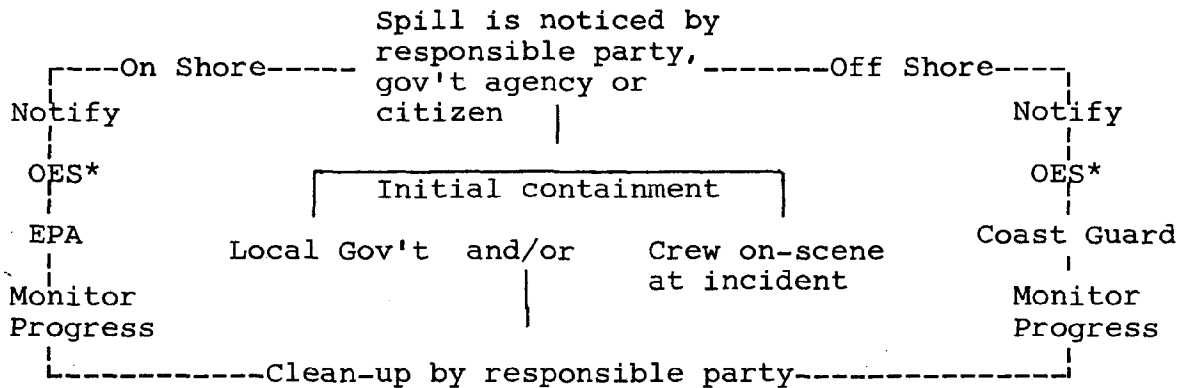 Spill is noticed by
responsible party,
On Shore
Off Shore
gov't agency or
citizen
Notify
Notify
OES*
OES*
Initial containment
EPA
Coast Guard
Local Gov't and/or Crew on-scene
at incident
Monitor
Progress
Monitor
Progress
Clean-up by responsible party